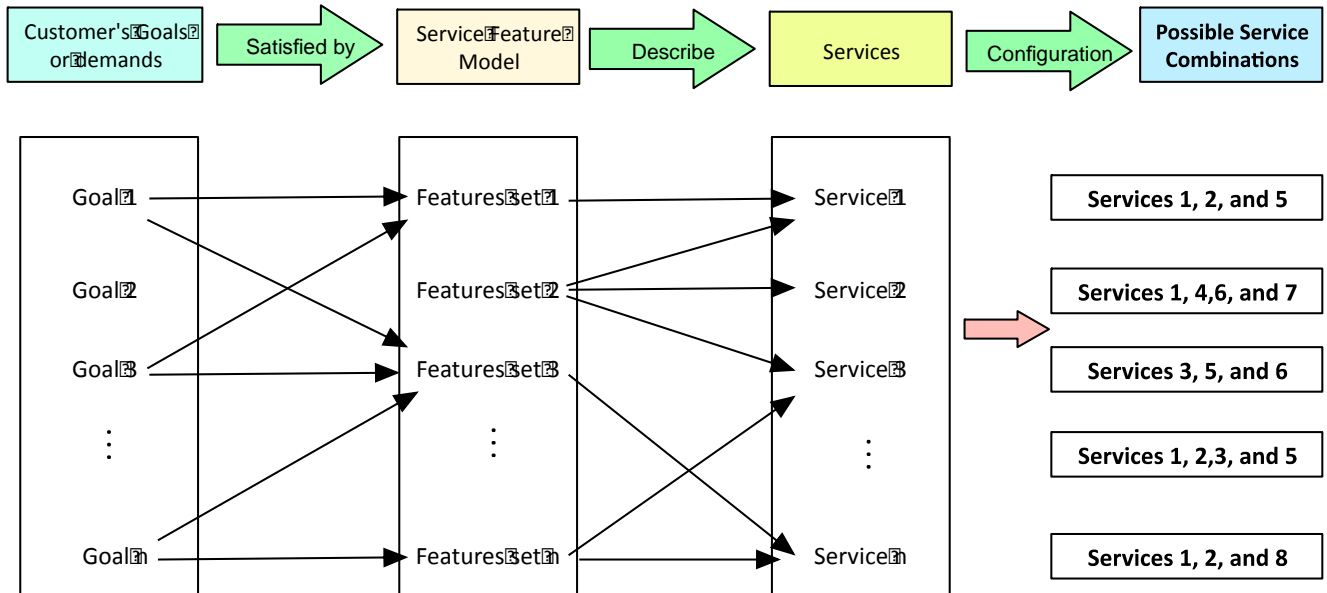 Customer's Goals
or demands
Satisfied by
Service Feature
Model
Describe
Services
Configuration
Possible Service
Combinations
Goal 1
Features set 1
Service 1
Services 1, 2, and 5
Goal 2
Features set 2
Service 2
Services 1, 4,6, and 7
Goal 3
Features set 3
Service 3
Services 3, 5, and 6
⋮
⋮
⋮
Services 1, 2,3, and 5
Goal n
Features set n
Service n
Services 1, 2, and 8